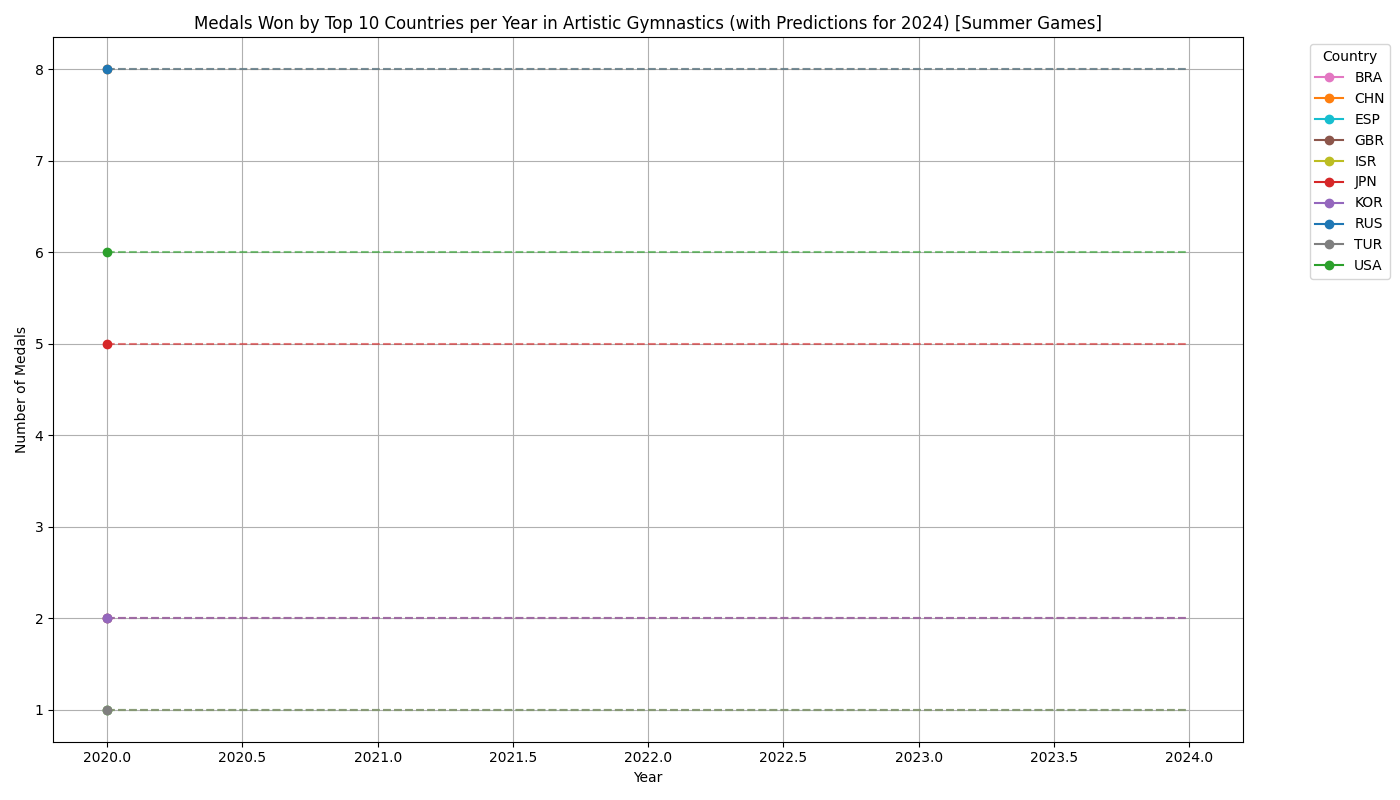 Medals Won by Top 10 Countries per Year in Artistic Gymnastics (with Predictions for 2024) [Summer Games]
Number of Medals
8
7
6
5
4
3
2
1
2020.0 2020.5 2021.0 2021.5 2022.0 2022.5 2023.0 2023.5 2024.0
Year
Country
BRA
CHN
ESP
GBR
ISR
JPN
KOR
RUS
TUR
USA